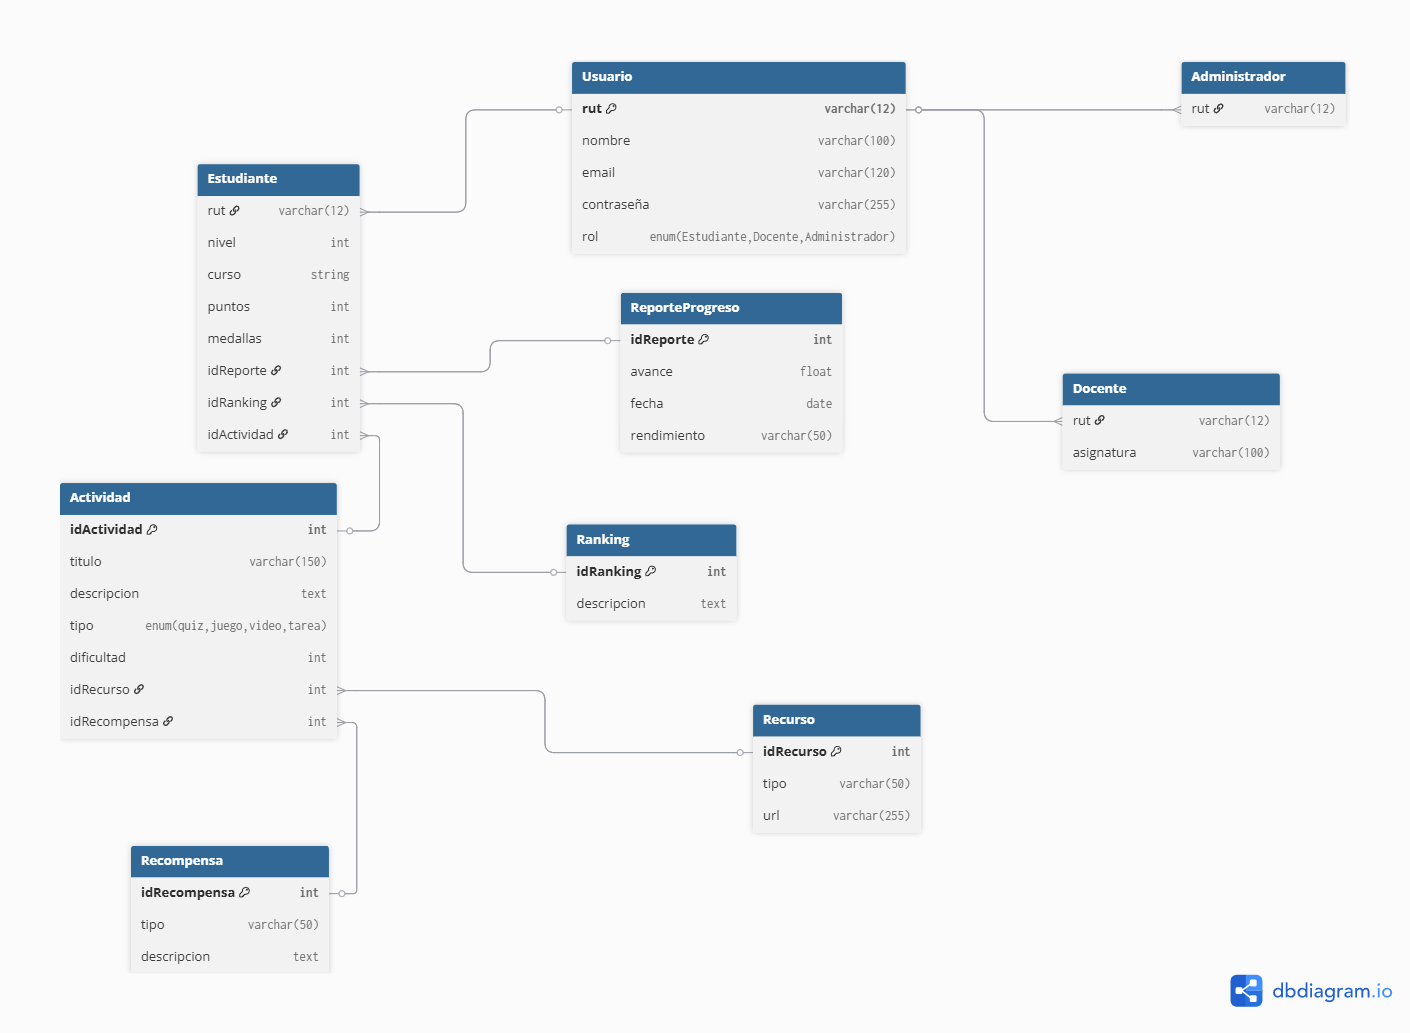 Usuario
rut varchar(12)
nombre varchar(100)
email varchar(120)
contraseña varchar(255)
rol enum(Estudiante,Docente,Administrador)
Administrador
rut varchar(12)
Estudiante
rut varchar(12)
nivel int
curso string
puntos int
medallas int
idReporte int
idRanking int
idActividad int
ReporteProgreso
idReporte int
avance float
fecha date
rendimiento varchar(50)
Docente
rut varchar(12)
asignatura varchar(100)
Actividad
idActividad int
titulo varchar(150)
descripcion text
tipo enum(quiz,juego,video,tarea)
dificultad int
idRecurso int
idRecompensa int
Ranking
idRanking int
descripcion text
Recurso
idRecurso int
tipo varchar(50)
url varchar(255)
Recompensa
idRecompensa int
tipo varchar(50)
descripcion text
dbdiagram.io